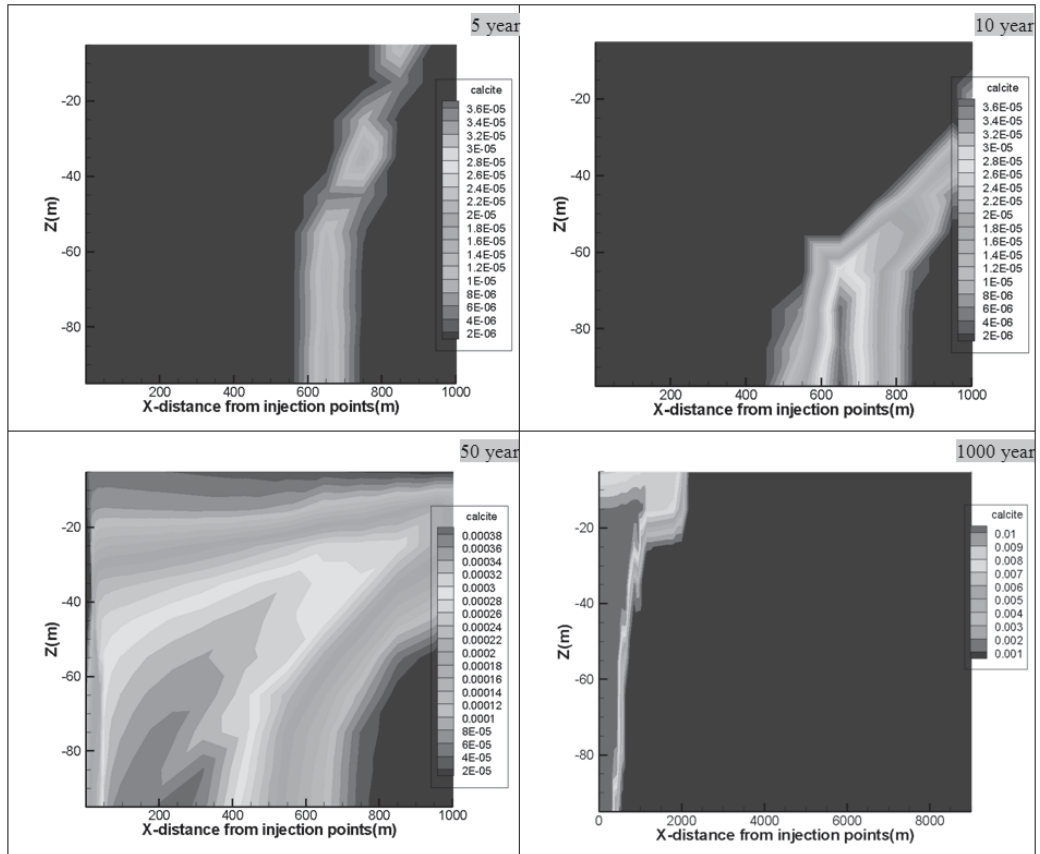 5 year
calcite
3.6E-05
3.4E-05
3.2E-05
3E-05
2.8E-05
2.6E-05
2.4E-05
2.2E-05
2E-05
1.8E-05
1.6E-05
1.4E-05
1.2E-05
1E-05
8E-06
6E-06
4E-06
2E-06
Z(m)
-20
-40
-60
-80
200
400
600
800
1000
X-distance from injection points(m)
10 year
calcite
3.6E-05
3.4E-05
3.2E-05
3E-05
2.8E-05
2.6E-05
2.4E-05
2.2E-05
2E-05
1.8E-05
1.6E-05
1.4E-05
1.2E-05
1E-05
8E-06
6E-06
4E-06
2E-06
Z(m)
-20
-40
-60
-80
200
400
600
800
1000
X-distance from injection points(m)
50 year
calcite
0.00038
0.00036
0.00034
0.00032
0.0003
0.00028
0.00026
0.00024
0.00022
0.0002
0.00018
0.00016
0.00014
0.00012
0.0001
8E-05
6E-05
4E-05
2E-05
Z(m)
-20
-40
-60
-80
200
400
600
800
1000
X-distance from injection points(m)
1000 year
calcite
0.01
0.009
0.008
0.007
0.006
0.005
0.004
0.003
0.002
0.001
Z(m)
-20
-40
-60
-80
0
2000
4000
6000
8000
X-distance from injection points(m)